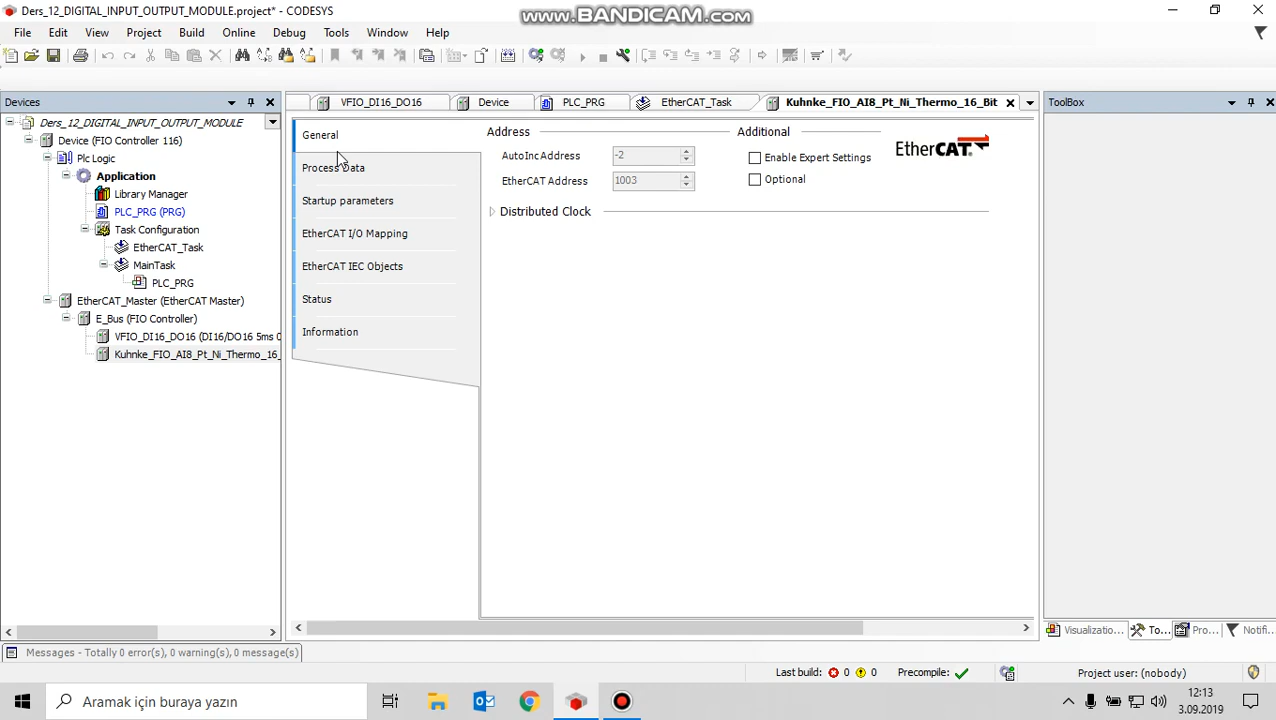 Ders_12_DIGITAL_INPUT_OUTPUT_MODULE.project* - CODESYS
www.BANDICAM.com
File Edit View Project Build Online Debug Tools Window Help
Devices
Ders_12_DIGITAL_INPUT_OUTPUT_MODULE
Device (FIO Controller 116)
Plc Logic
Application
Library Manager
PLC_PRG (PRG)
Task Configuration
EtherCAT_Task
MainTask
PLC_PRG
EtherCAT_Master (EtherCAT Master)
E_Bus (FIO Controller)
VFIO_DI16_DO16 (DI16/DO16 5ms 0
Kuhnke_FIO_AI8_Pt_Ni_Thermo_16_
VFIO_DI16_DO16 Device PLC_PRG EtherCAT_Task Kuhnke_FIO_AI8_Pt_Ni_Thermo_16_Bit
General
Process Data
Startup parameters
EtherCAT I/O Mapping
EtherCAT IEC Objects
Status
Information
Address
AutoInc Address -2
EtherCAT Address 1003
Distributed Clock
Additional
Enable Expert Settings
Optional
EtherCAT
ToolBox
Visualizatio... To... Pro... Notifi...
Messages - Totally 0 error(s), 0 warning(s), 0 message(s)
Last build: 0 0 Precompile: Project user: (nobody)
Aramak için buraya yazın
12:13
3.09.2019